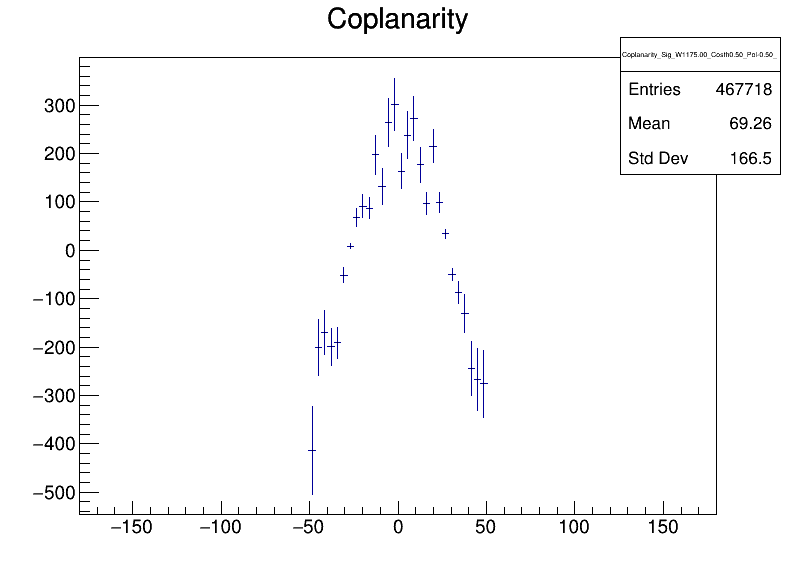 Coplanarity
Coplanarity_Sig_W1175.00_Costh0.50_Pol-0.50_
Entries 467718
Mean 69.26
Std Dev 166.5
300
200
100
0
−100
−200
−300
−400
−500
−150 −100 −50 0 50 100 150